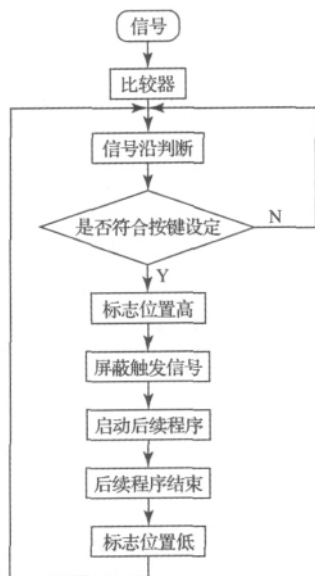 信号
比较器
信号沿判断
是否符合按键设定
N
Y
标志位置高
屏蔽触发信号
启动后续程序
后续程序结束
标志位置低